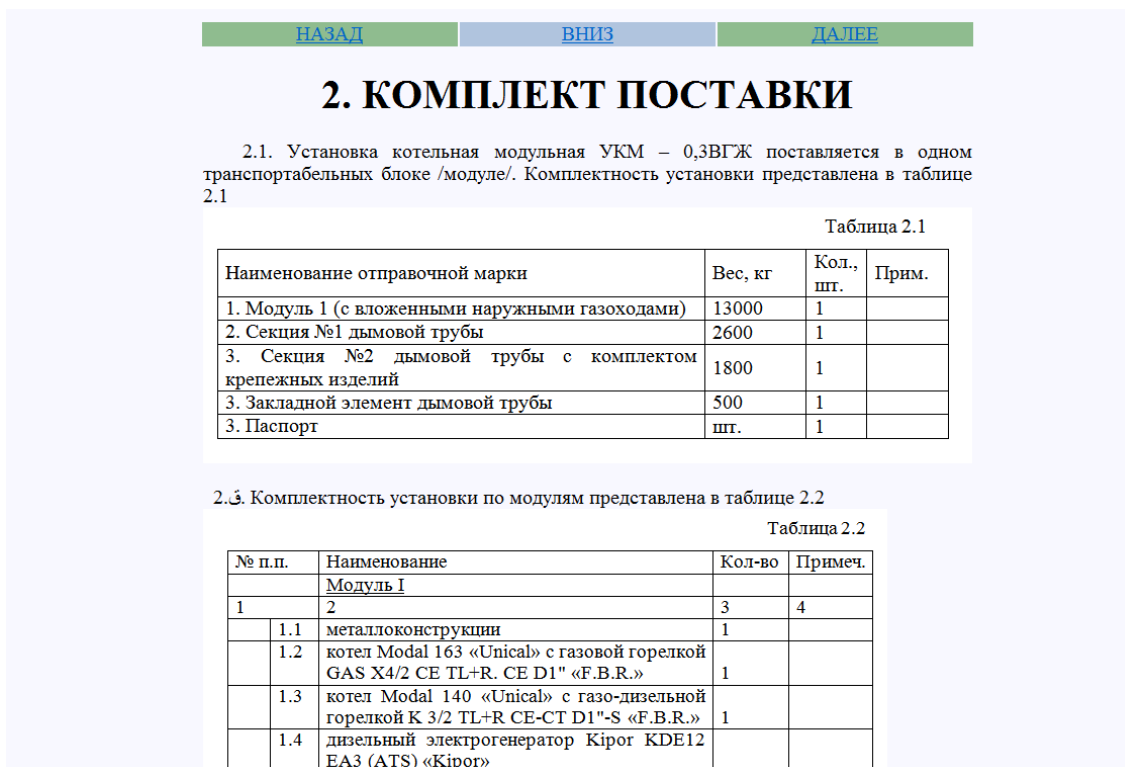 НАЗАД ВНИЗ ДАЛЕЕ
2. КОМПЛЕКТ ПОСТАВКИ
2.1. Установка котельная модульная УКМ – 0,3ВГЖ поставляется в одном
транспортабельных блоке /модуле/. Комплектность установки представлена в таблице
2.1
Таблица 2.1
Наименование отправочной марки Вес, кг Кол., шт. Прим.
1. Модуль 1 (с вложенными наружными газоходами) 13000 1
2. Секция №1 дымовой трубы 2600 1
3. Секция №2 дымовой трубы с комплектом
крепежных изделий 1800 1
3. Закладной элемент дымовой трубы 500 1
3. Паспорт шт. 1
2.ق. Комплектность установки по модулям представлена в таблице 2.2
Таблица 2.2
№ п.п. Наименование Кол-во Примеч.
Модуль I
1 2 3 4
1.1 металлоконструкции 1
1.2 котел Modal 163 «Unical» с газовой горелкой
GAS X4/2 CE TL+R. CE D1" «F.B.R.» 1
1.3 котел Modal 140 «Unical» с газо-дизельной
горелкой K 3/2 TL+R CE-CT D1"-S «F.B.R.» 1
1.4 дизельный электрогенератор Kipor KDE12
EA3 (ATS) «Kipor»